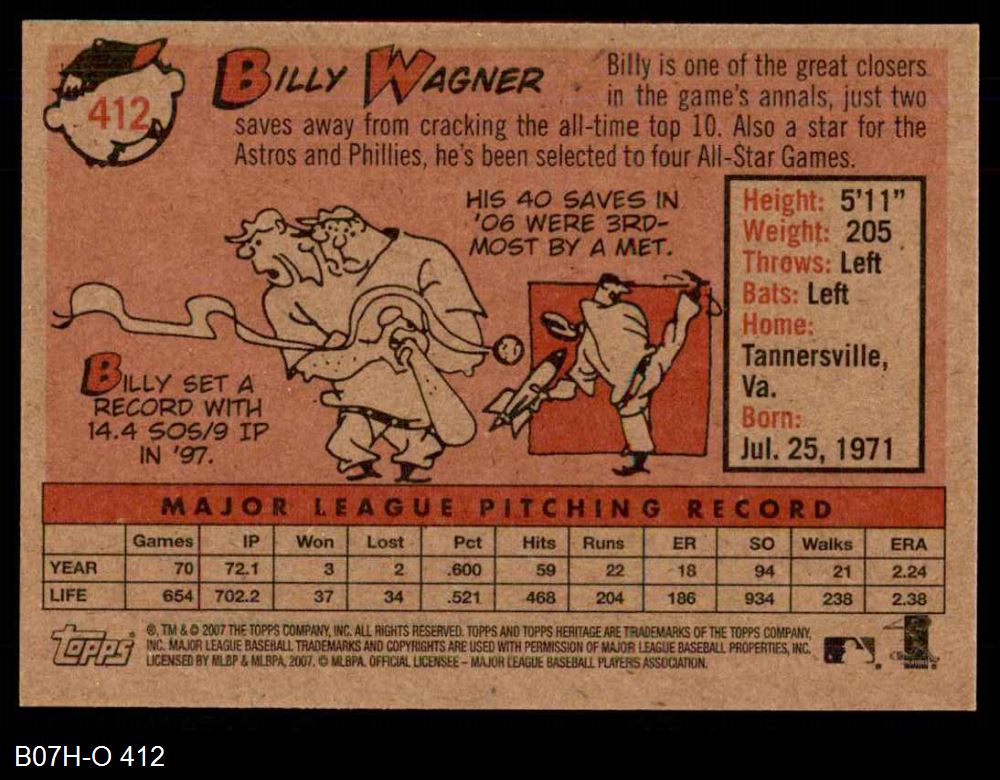 412
BILLY WAGNER
Billy is one of the great closers
in the game's annals, just two
saves away from cracking the all-time top 10. Also a star for the
Astros and Phillies, he's been selected to four All-Star Games.
HIS 40 SAVES IN
'06 WERE 3RD-
MOST BY A MET.
BILLY SET A
RECORD WITH
14.4 SOS/9 IP
IN '97.
Height: 5'11"
Weight: 205
Throws: Left
Bats: Left
Home:
Tannersville,
Va.
Born:
Jul. 25, 1971
MAJOR LEAGUE PITCHING RECORD
Games IP Won Lost Pct Hits Runs ER SO Walks ERA
YEAR 70 72.1 3 2 .600 59 22 18 94 21 2.24
LIFE 654 702.2 37 34 .521 468 204 186 934 238 2.38
Topps
®, TM & © 2007 THE TOPPS COMPANY, INC. ALL RIGHTS RESERVED. TOPPS AND TOPPS HERITAGE ARE TRADEMARKS OF THE TOPPS COMPANY,
INC. MAJOR LEAGUE BASEBALL TRADEMARKS AND COPYRIGHTS ARE USED WITH PERMISSION OF MAJOR LEAGUE BASEBALL PROPERTIES, INC.
LICENSED BY MLBP & MLBPA, 2007. © MLBPA. OFFICIAL LICENSEE – MAJOR LEAGUE BASEBALL PLAYERS ASSOCIATION.
B07H-O 412